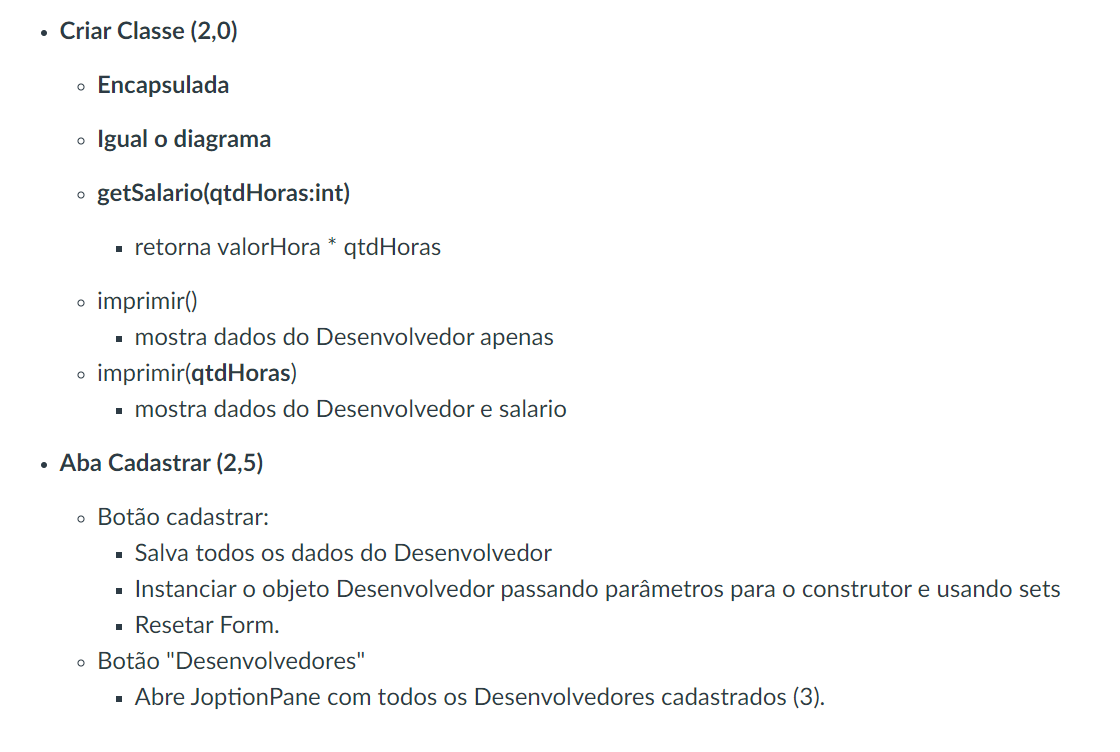 Criar Classe (2,0)
Encapsulada
Igual o diagrama
getSalario(qtdHoras:int)
retorna valorHora * qtdHoras
imprimir()
mostra dados do Desenvolvedor apenas
imprimir(qtdHoras)
mostra dados do Desenvolvedor e salario
Aba Cadastrar (2,5)
Botão cadastrar:
Salva todos os dados do Desenvolvedor
Instanciar o objeto Desenvolvedor passando parâmetros para o construtor e usando sets
Resetar Form.
Botão "Desenvolvedores"
Abre JoptionPane com todos os Desenvolvedores cadastrados (3).